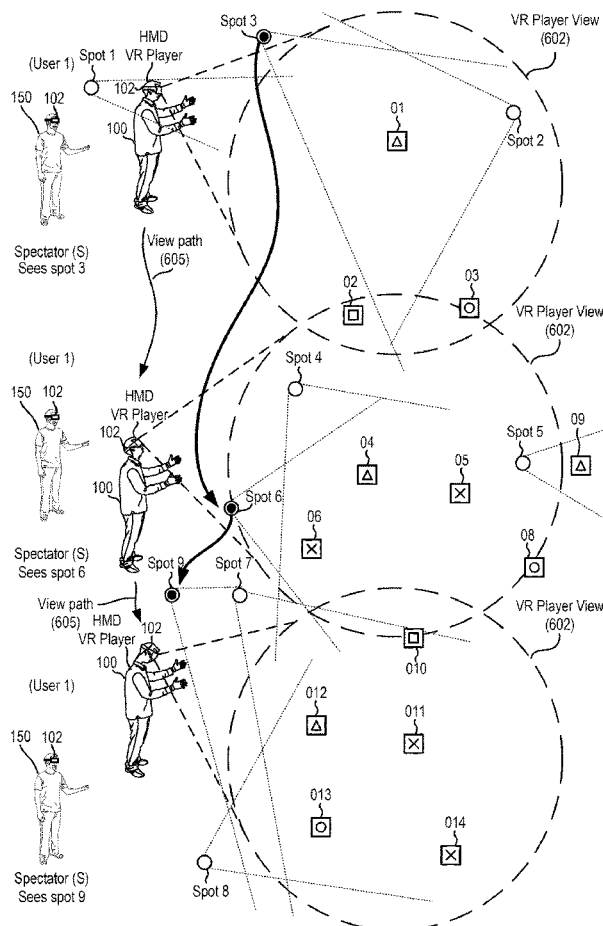 Spot 3
HMD
VR Player
(User 1)
Spot 1
VR Player View
(602)
150
102
102
01
100
Spot 2
Spectator (S)
Sees spot 3
View path
(605)
02
03
VR Player View
(602)
(User 1)
Spot 4
HMD
VR Player
150
102
102
04
Spot 5
09
05
100
Spot 6
06
08
Spectator (S)
Sees spot 6
Spot 9
Spot 7
View path
(605)
VR Player View
(602)
HMD
VR Player
102
100
010
(User 1)
012
011
150
102
013
014
Spot 8
Spectator (S)
Sees spot 9